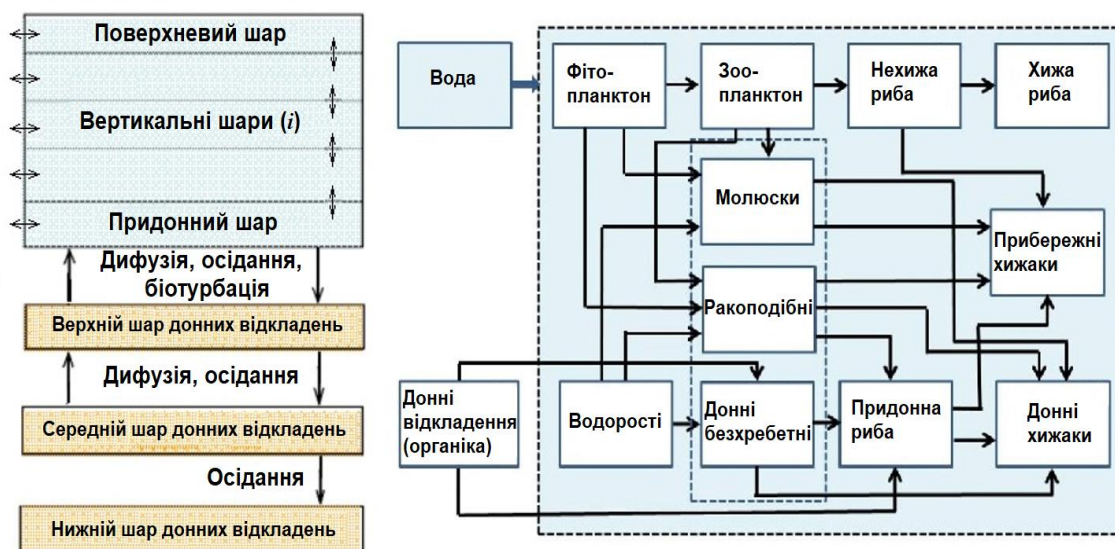 Поверхневий шар
Вертикальні шари (i)
Придонний шар
Дифузія, осідання,
біотурбація
Верхній шар донних відкладень
Дифузія, осідання
Середній шар донних відкладень
Осідання
Нижній шар донних відкладень
Вода
Фіто-
планктон
Зоо-
планктон
Нехижа
риба
Хижа
риба
Молюски
Прибережні
хижаки
Ракоподібні
Донні
відкладення
(органіка)
Водорості
Донні
безхребетні
Придонна
риба
Донні
хижаки